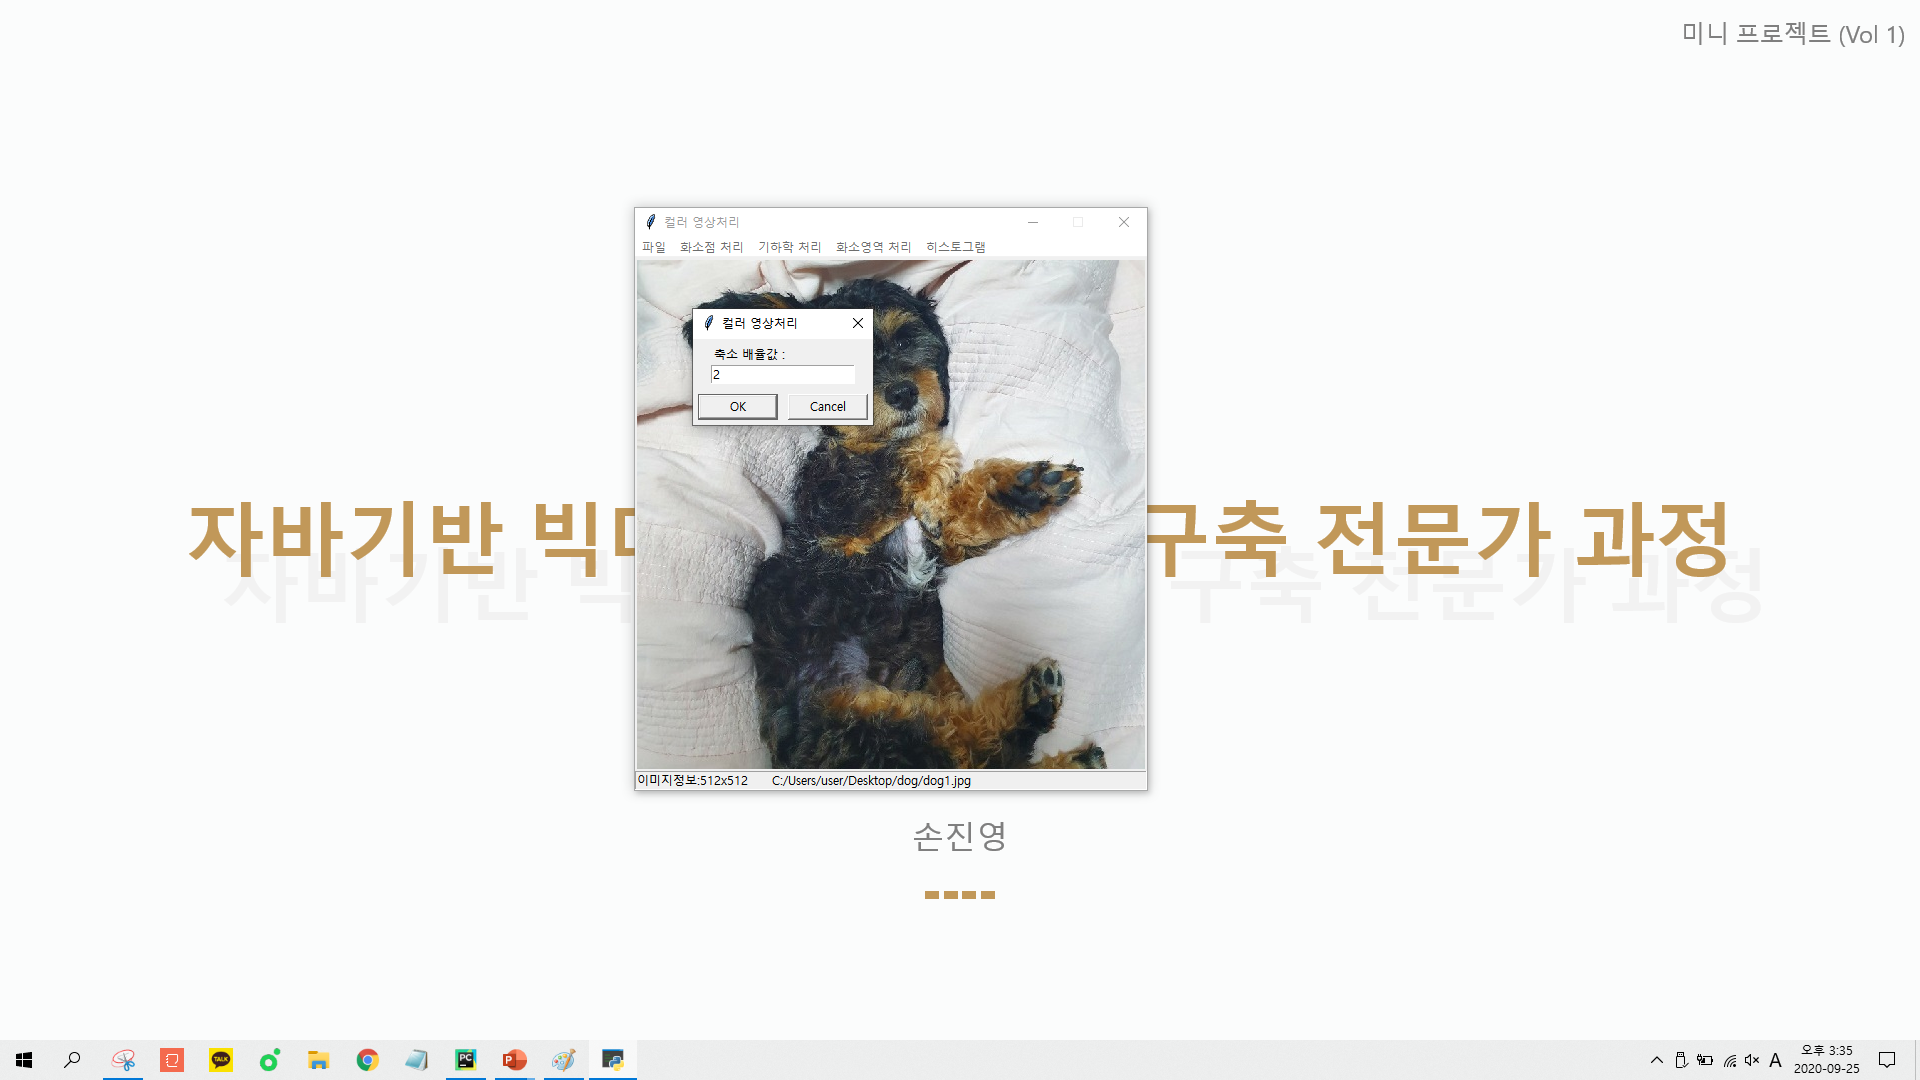 미니 프로젝트 (Vol 1)
컬러 영상처리
파일 화소점 처리 기하학 처리 화소영역 처리 히스토그램
컬러 영상처리
축소 배율값 :
2
OK Cancel
자바기반 빅 구축 전문가 과정
이미지정보:512x512 C:/Users/user/Desktop/dog/dog1.jpg
손진영
TALK
PC
P
A
오후 3:35
2020-09-25